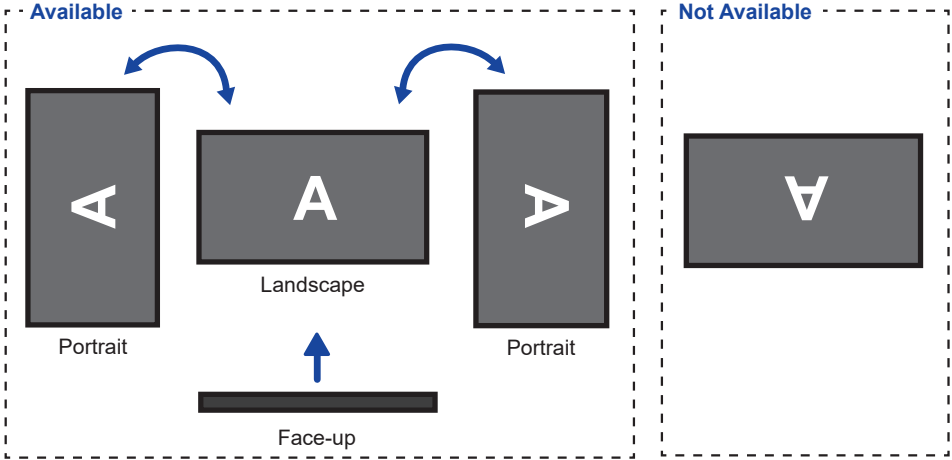 Available
Not Available
A
A
A
A
Landscape
Portrait
Portrait
Face-up